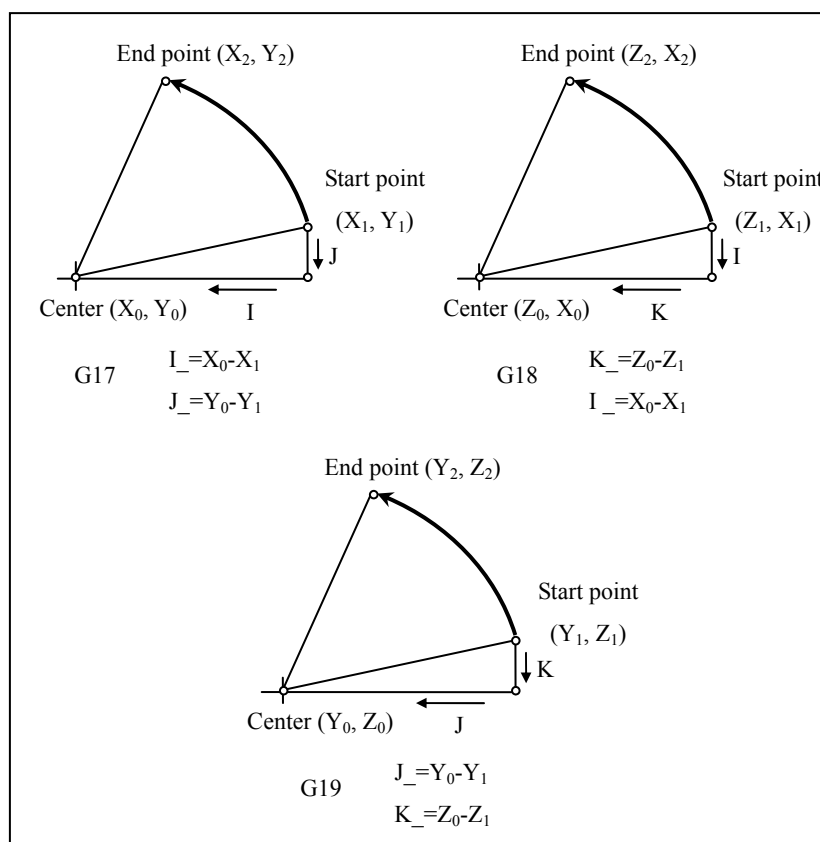 End point (X₂, Y₂)
Start point
(X₁, Y₁)
J
Center (X₀, Y₀)
I
G17
I_=X₀-X₁
J_=Y₀-Y₁
End point (Z₂, X₂)
Start point
(Z₁, X₁)
I
Center (Z₀, X₀)
K
G18
K_=Z₀-Z₁
I _=X₀-X₁
End point (Y₂, Z₂)
Start point
(Y₁, Z₁)
K
Center (Y₀, Z₀)
J
G19
J_=Y₀-Y₁
K_=Z₀-Z₁